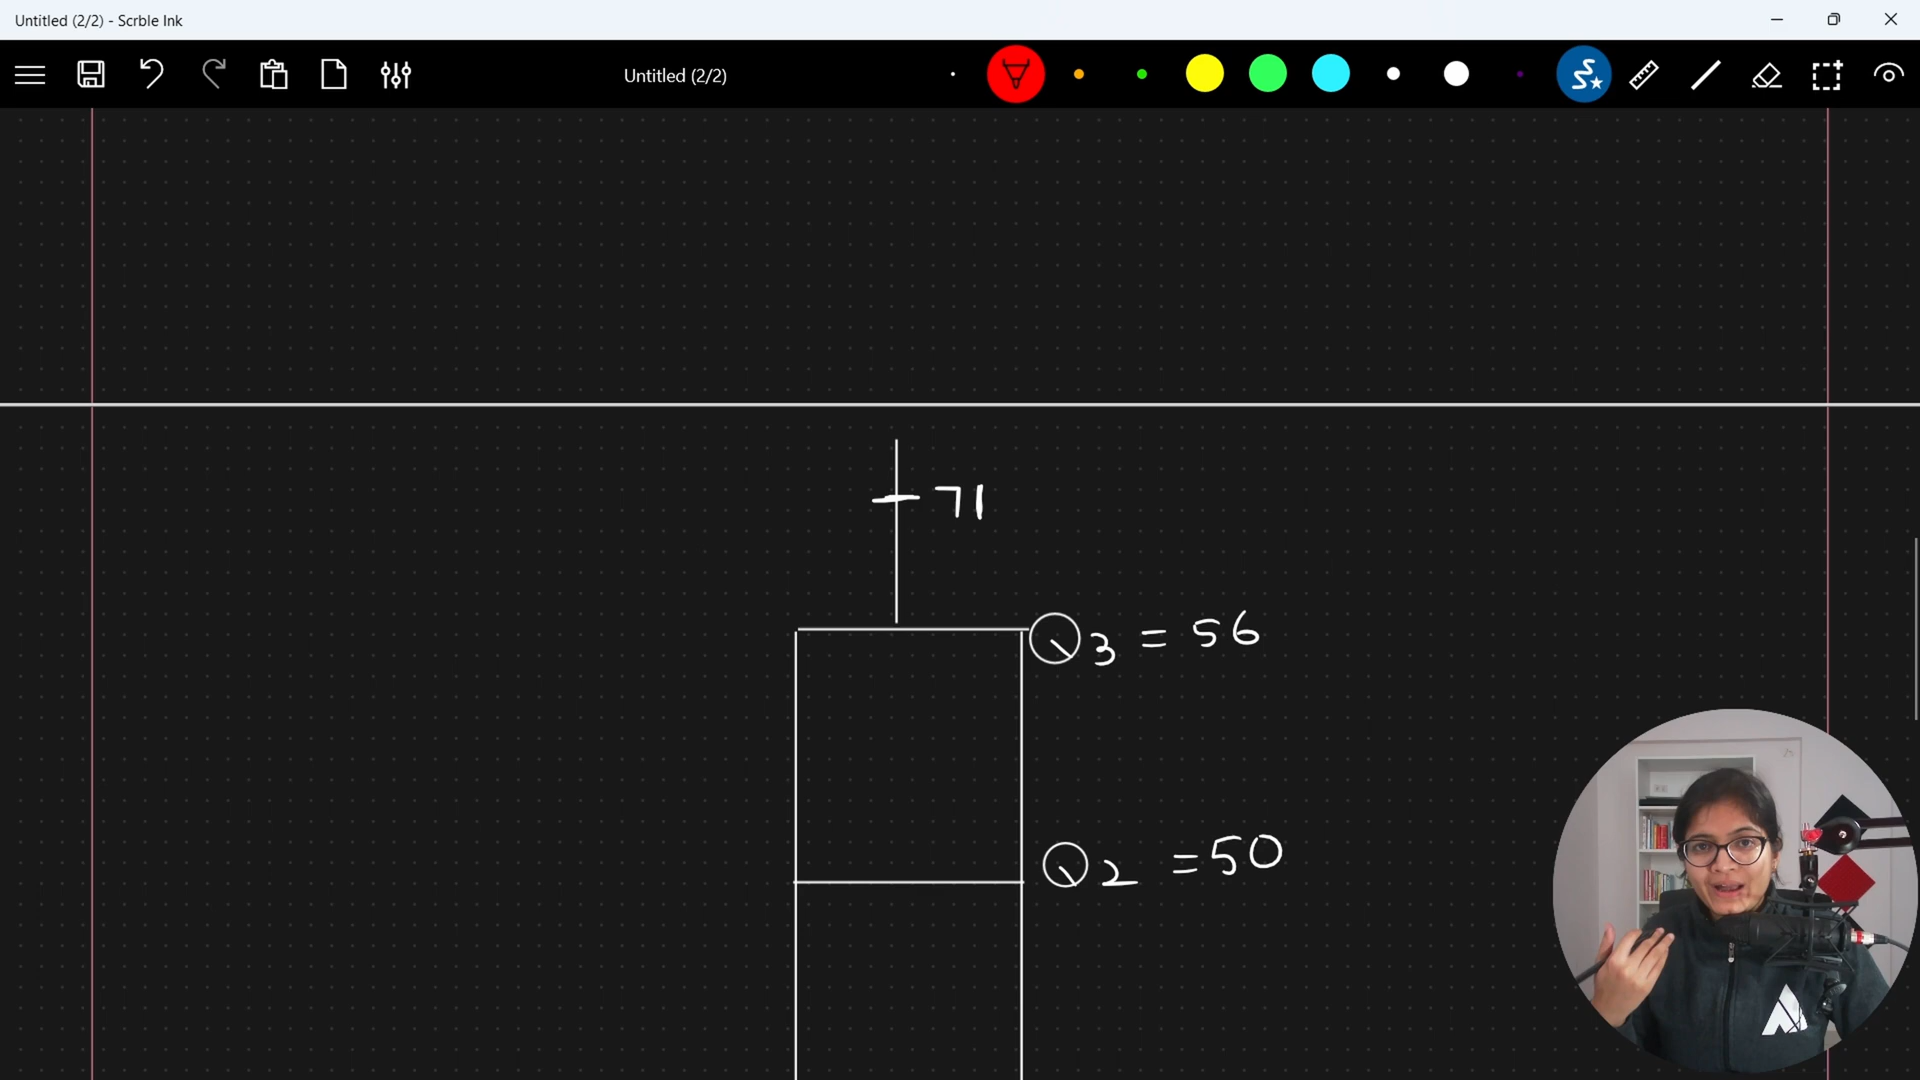 Untitled (2/2) - Scrble Ink
Untitled (2/2)
71
Q3 = 56
Q2 = 50